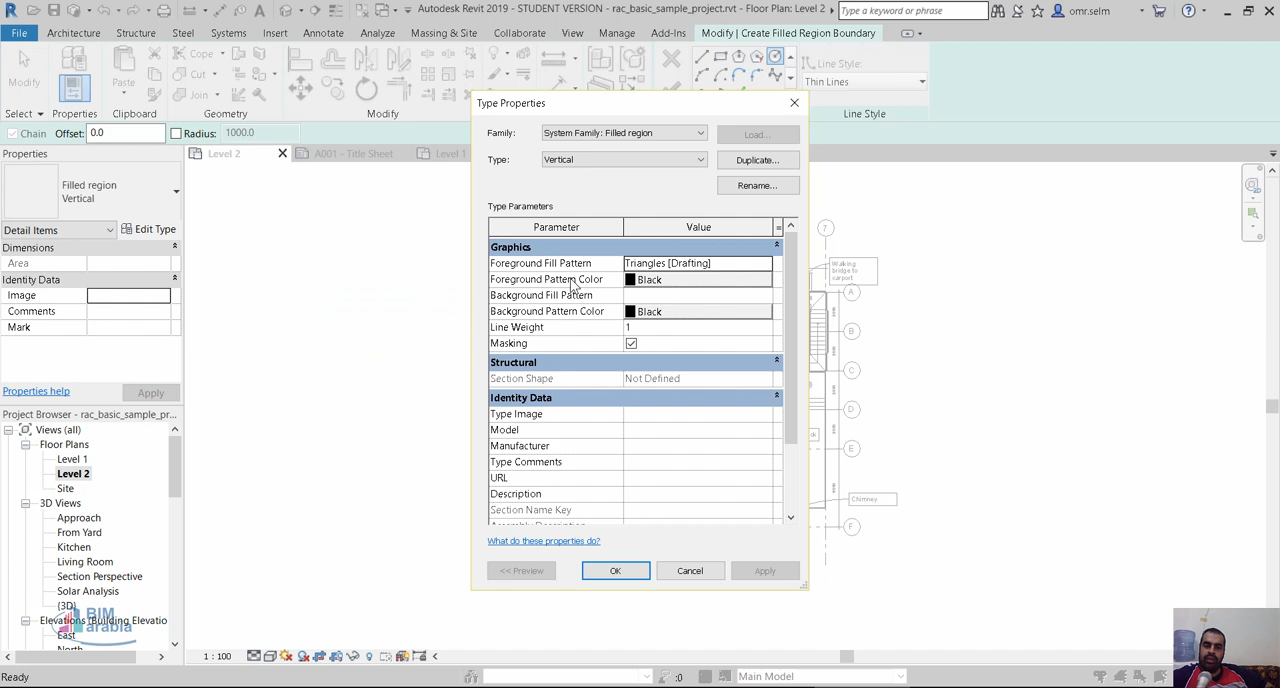 Autodesk Revit 2019 - STUDENT VERSION - rac_basic_sample_project.rvt - Floor Plan: Level 2
Type a keyword or phrase
omr.selm
File Architecture Structure Steel Systems Insert Annotate Analyze Massing & Site Collaborate View Manage Add-Ins Modify | Create Filled Region Boundary
Modify
Paste
Cope
Cut
Join
Line Style:
Thin Lines
Select Properties Clipboard Geometry Modify Line Style
Chain Offset: 0.0 Radius: 1000.0
Properties
Level 2 A001 - Title Sheet Level 1
Filled region
Vertical
Detail Items Edit Type
Dimensions
Area
Identity Data
Image
Comments
Mark
Properties help Apply
Project Browser - rac_basic_sample_pr...
Views (all)
Floor Plans
Level 1
Level 2
Site
3D Views
Approach
From Yard
Kitchen
Living Room
Section Perspective
Solar Analysis
{3D}
Elevations (Building Elevatio
East
North
BIM
arabia
Type Properties
Family: System Family: Filled region Load...
Type: Vertical Duplicate...
Rename...
Type Parameters
Parameter Value =
Graphics
Foreground Fill Pattern Triangles [Drafting]
Foreground Pattern Color Black
Background Fill Pattern
Background Pattern Color Black
Line Weight 1
Masking
Structural
Section Shape Not Defined
Identity Data
Type Image
Model
Manufacturer
Type Comments
URL
Description
Section Name Key
What do these properties do?
<< Preview OK Cancel Apply
7
Walking
bridge to
carport
A
B
C
D
E
Chimney
F
1 : 100
Ready
:0
Main Model